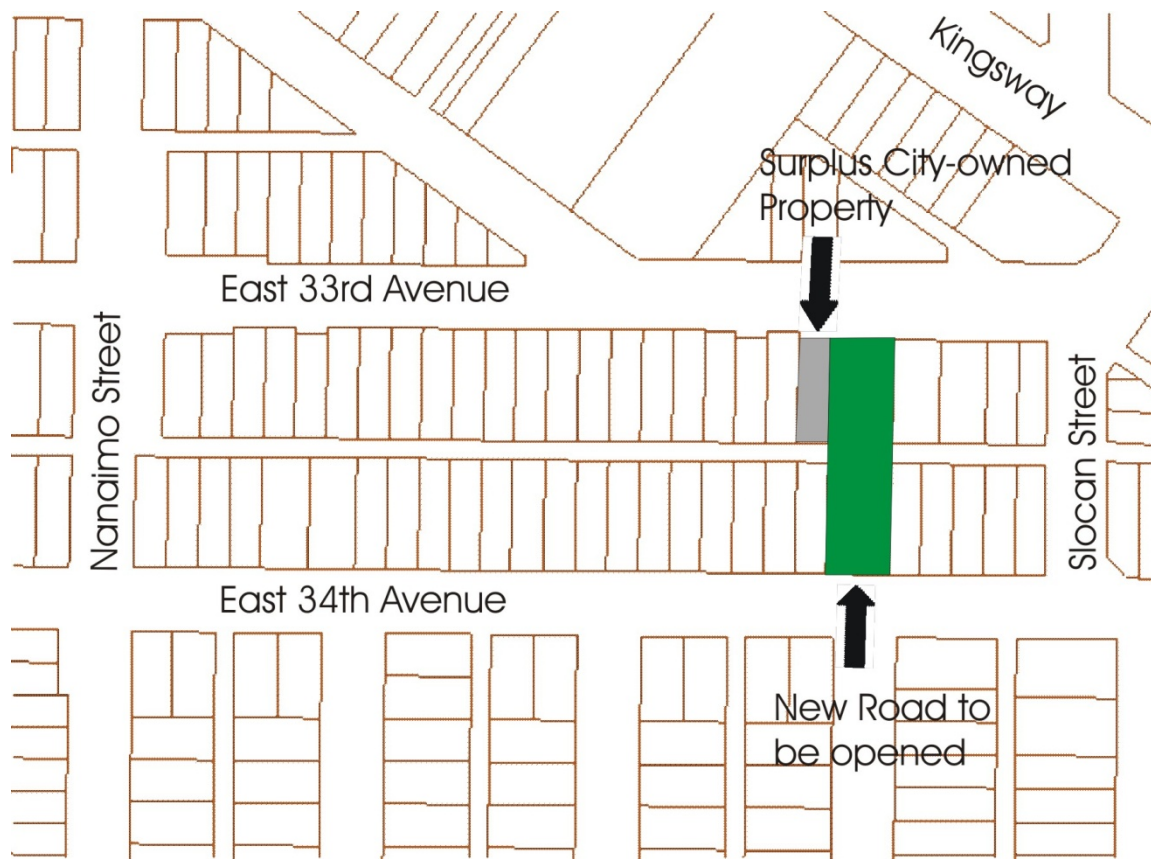 Kingsway
Surplus City-owned
Property
East 33rd Avenue
Nanaimo Street
Slocan Street
East 34th Avenue
New Road to
be opened